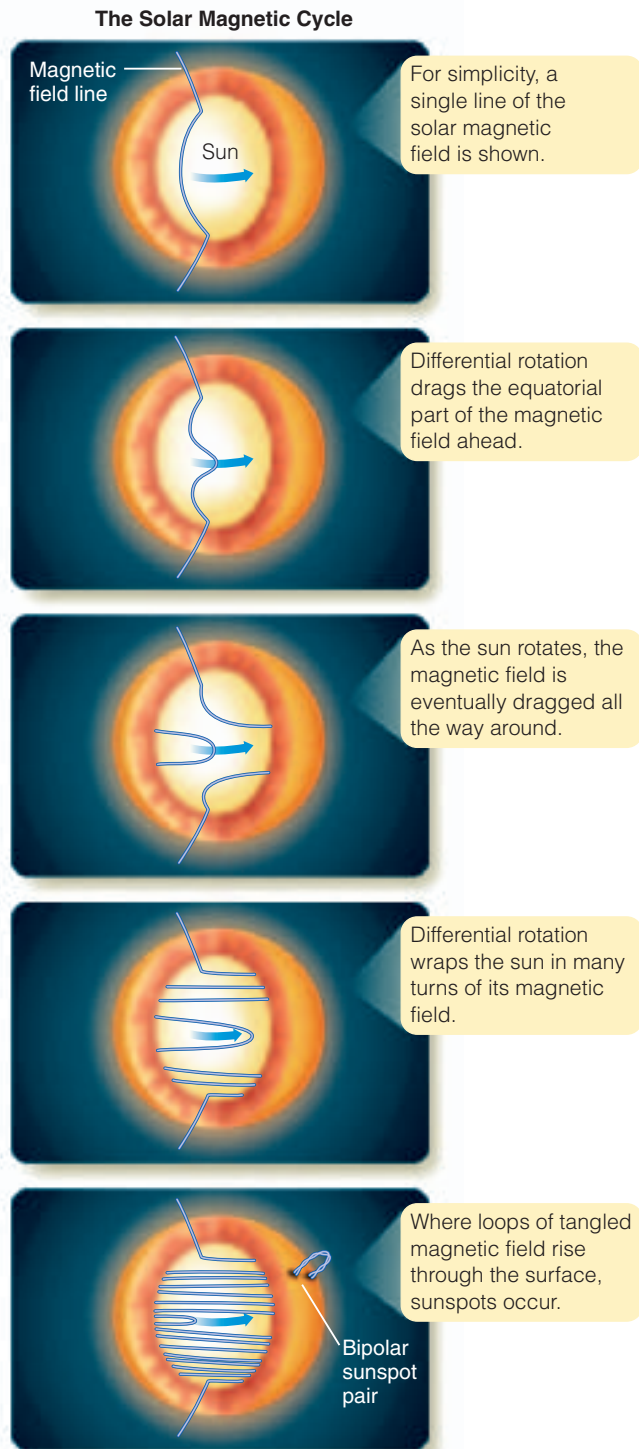 The Solar Magnetic Cycle
Magnetic
field line
Sun
For simplicity, a
single line of the
solar magnetic
field is shown.
Differential rotation
drags the equatorial
part of the magnetic
field ahead.
As the sun rotates, the
magnetic field is
eventually dragged all
the way around.
Differential rotation
wraps the sun in many
turns of its magnetic
field.
Where loops of tangled
magnetic field rise
through the surface,
sunspots occur.
Bipolar
sunspot
pair